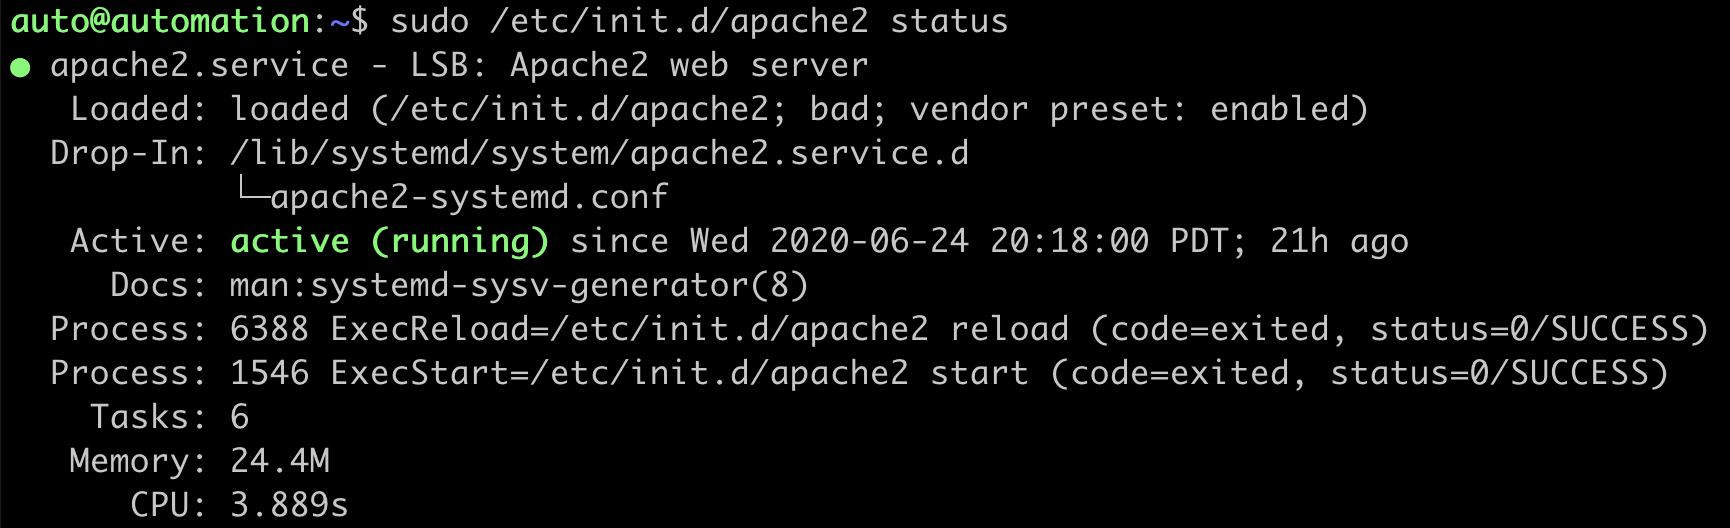 auto@automation:~$ sudo /etc/init.d/apache2 status
● apache2.service - LSB: Apache2 web server
   Loaded: loaded (/etc/init.d/apache2; bad; vendor preset: enabled)
  Drop-In: /lib/systemd/system/apache2.service.d
           └─apache2-systemd.conf
   Active: active (running) since Wed 2020-06-24 20:18:00 PDT; 21h ago
     Docs: man:systemd-sysv-generator(8)
  Process: 6388 ExecReload=/etc/init.d/apache2 reload (code=exited, status=0/SUCCESS)
  Process: 1546 ExecStart=/etc/init.d/apache2 start (code=exited, status=0/SUCCESS)
    Tasks: 6
   Memory: 24.4M
      CPU: 3.889s